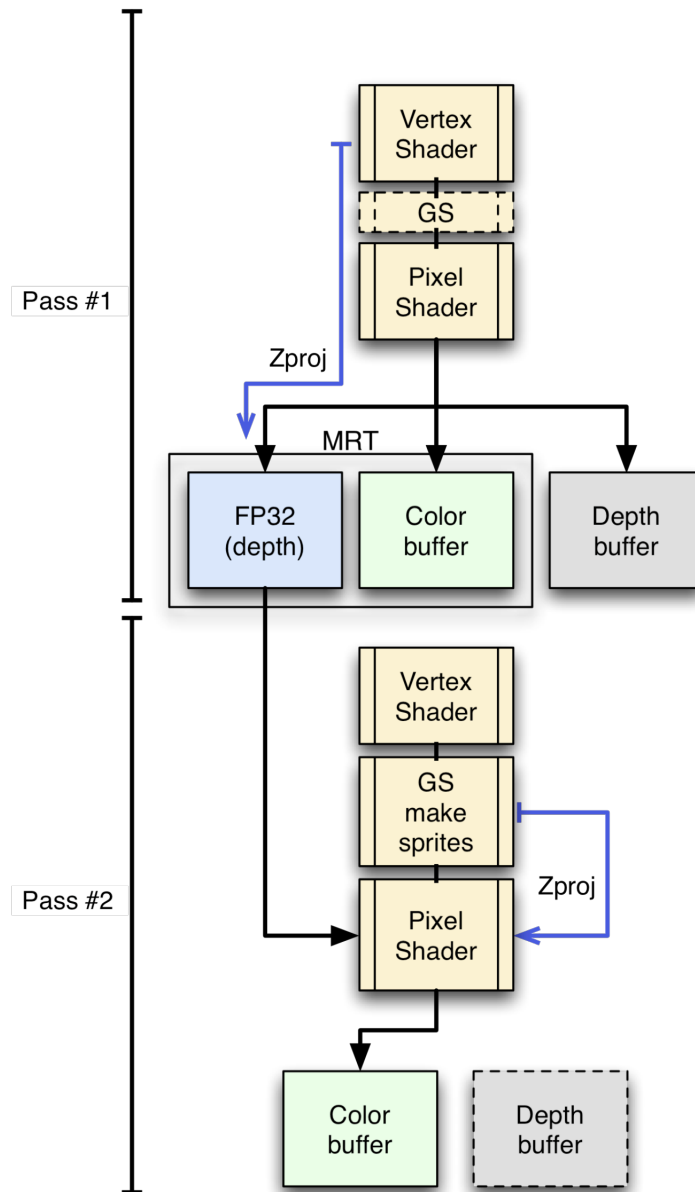 Vertex
Shader
GS
Pixel
Shader
Pass #1
Zproj
MRT
FP32
(depth)
Color
buffer
Depth
buffer
Vertex
Shader
GS
make
sprites
Zproj
Pass #2
Pixel
Shader
Color
buffer
Depth
buffer